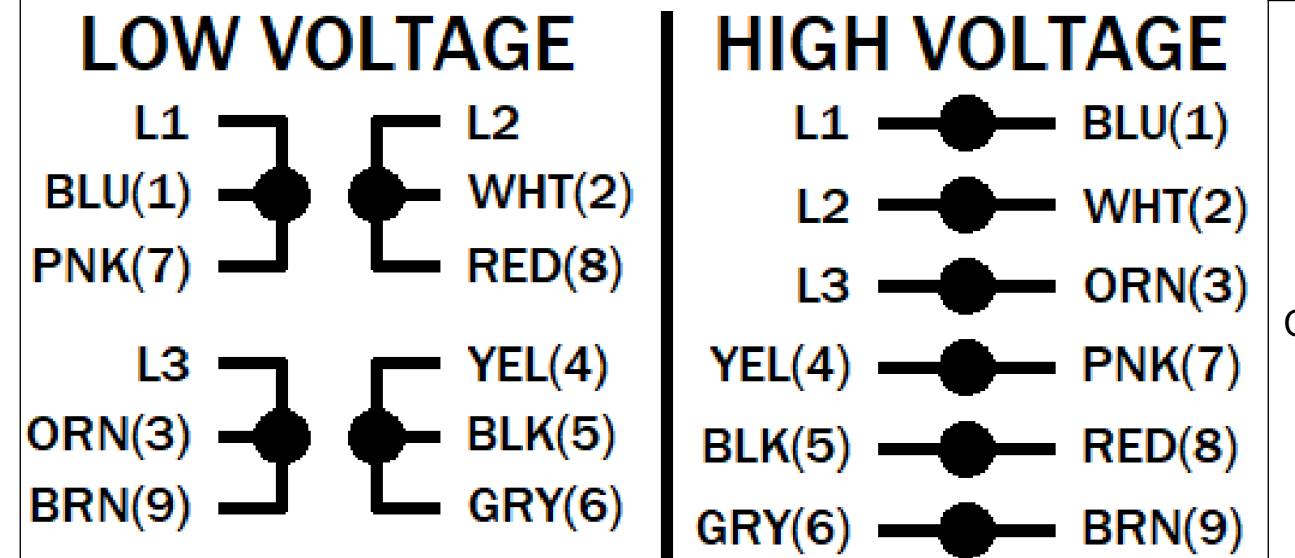 LOW VOLTAGE
L1 L2
BLU(1) WHT(2)
PNK(7) RED(8)
L3 YEL(4)
ORN(3) BLK(5)
BRN(9) GRY(6)
HIGH VOLTAGE
L1 BLU(1)
L2 WHT(2)
L3 ORN(3)
YEL(4) PNK(7)
BLK(5) RED(8)
GRY(6) BRN(9)